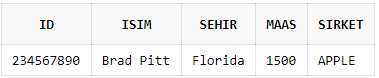 ID ISIM SEHIR MAAS SIRKET
234567890 Brad Pitt Florida 1500 APPLE